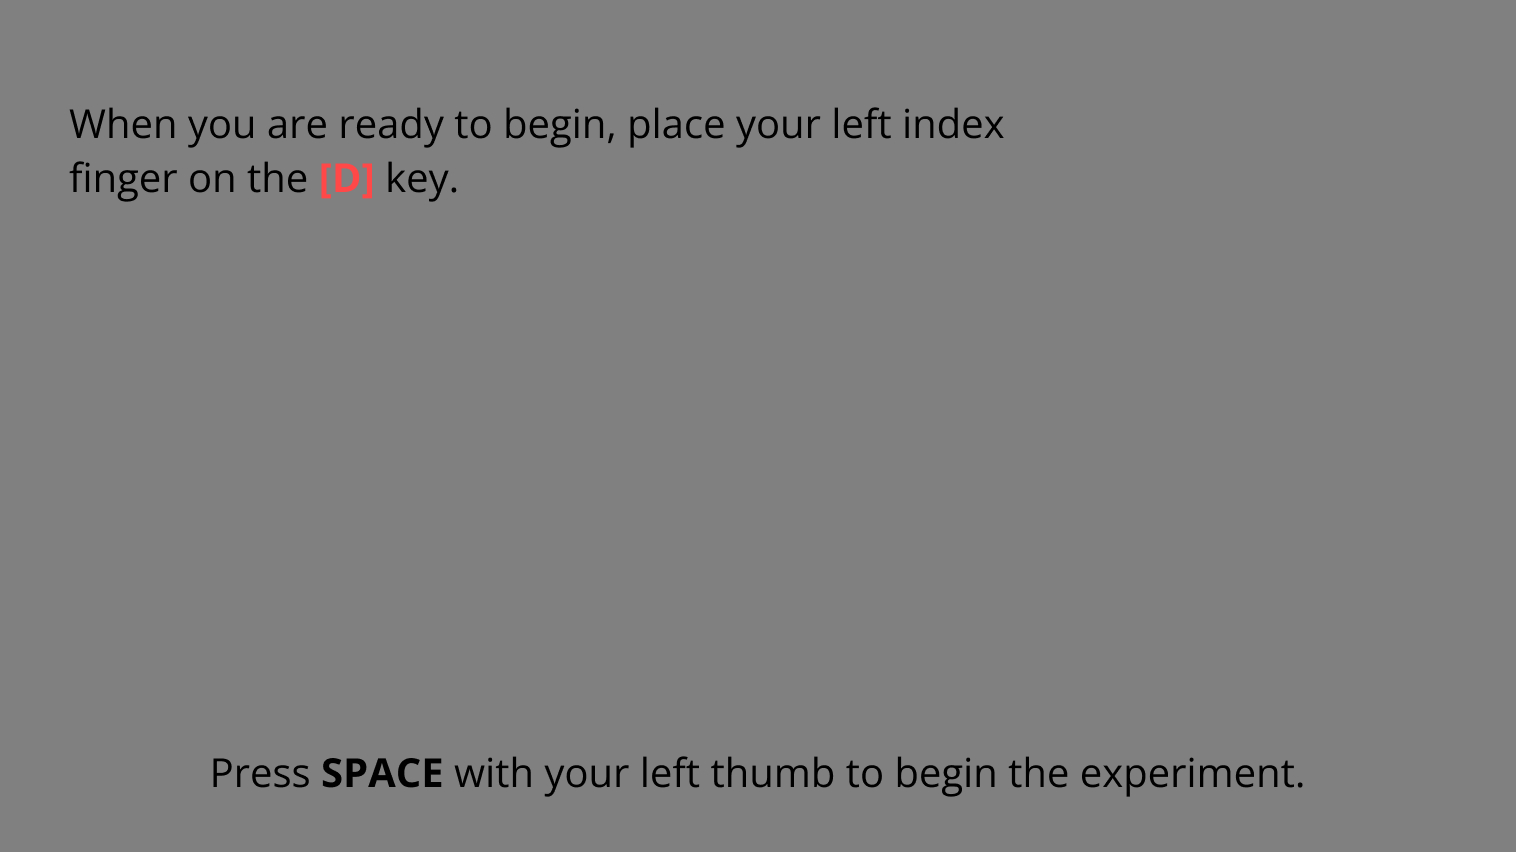 When you are ready to begin, place your left index
finger on the [D] key.
Press SPACE with your left thumb to begin the experiment.